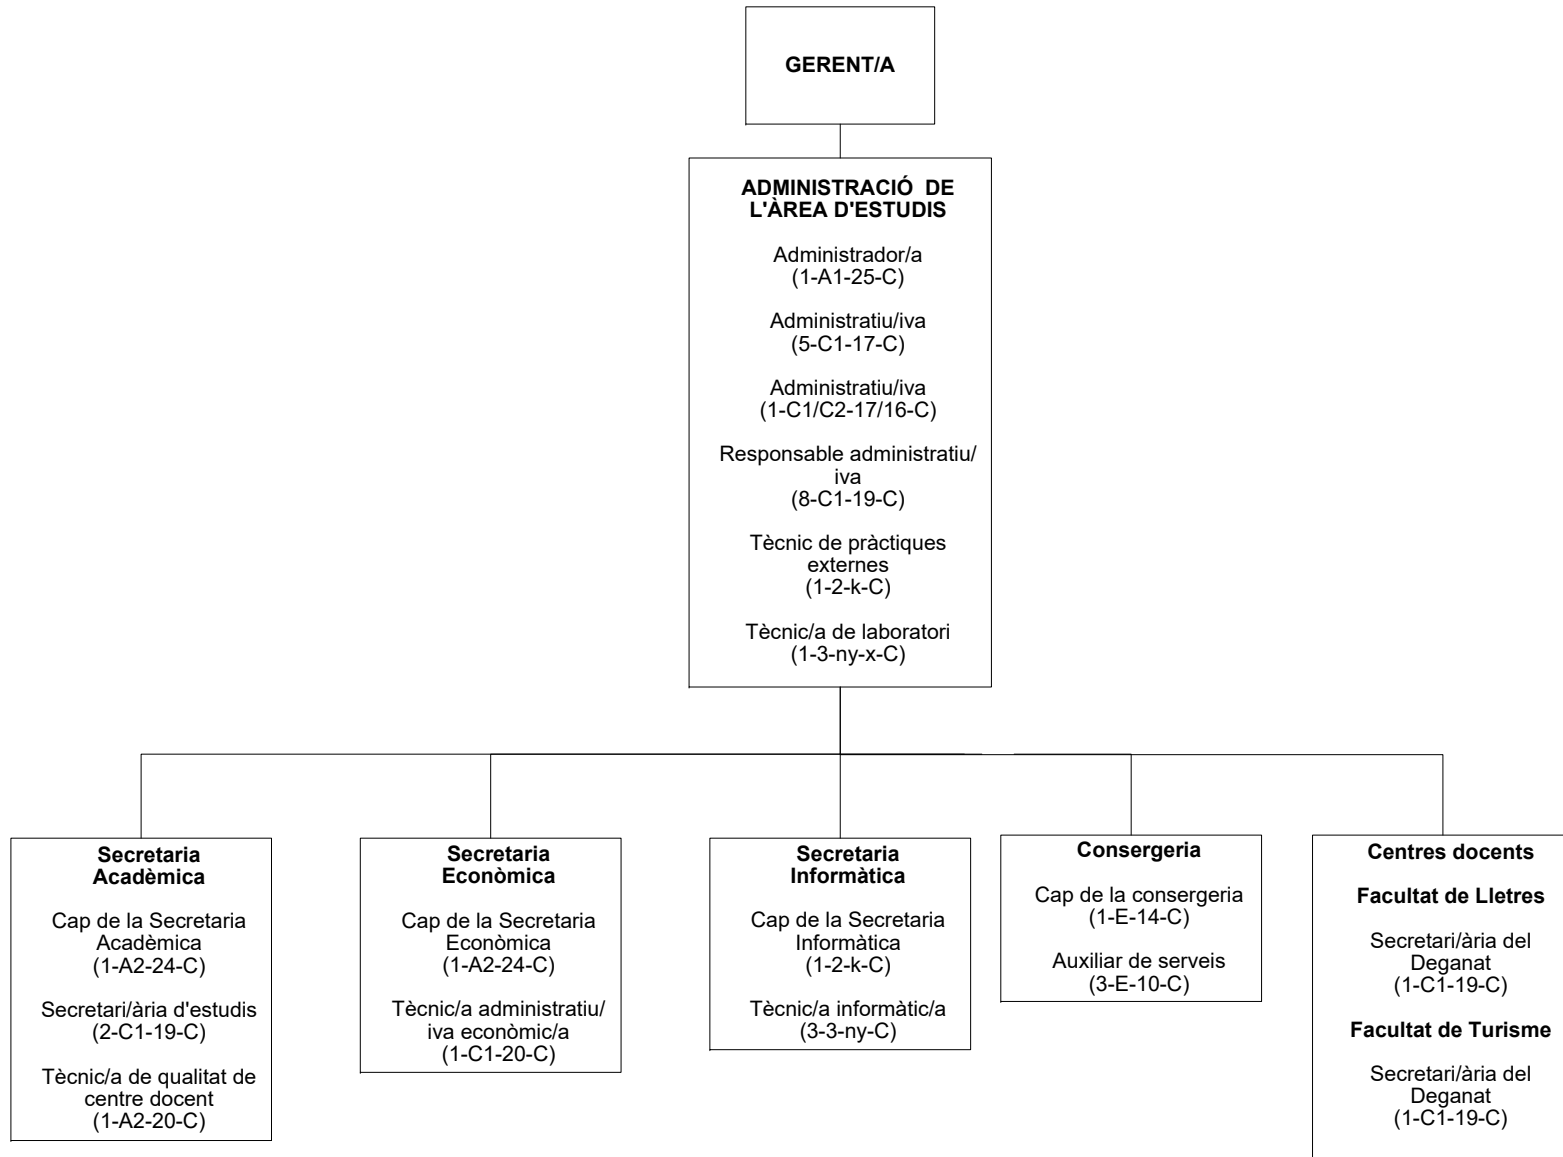 GERENT/A
ADMINISTRACIÓ DE
L'ÀREA D'ESTUDIS
Administrador/a
(1-A1-25-C)
Administratiu/iva
(5-C1-17-C)
Administratiu/iva
(1-C1/C2-17/16-C)
Responsable administratiu/
iva
(8-C1-19-C)
Tècnic de pràctiques
externes
(1-2-k-C)
Tècnic/a de laboratori
(1-3-ny-x-C)
Secretaria
Acadèmica
Cap de la Secretaria
Acadèmica
(1-A2-24-C)
Secretari/ària d'estudis
(2-C1-19-C)
Tècnic/a de qualitat de
centre docent
(1-A2-20-C)
Secretaria
Econòmica
Cap de la Secretaria
Econòmica
(1-A2-24-C)
Tècnic/a administratiu/
iva econòmic/a
(1-C1-20-C)
Secretaria
Informàtica
Cap de la Secretaria
Informàtica
(1-2-k-C)
Tècnic/a informàtic/a
(3-3-ny-C)
Consergeria
Cap de la consergeria
(1-E-14-C)
Auxiliar de serveis
(3-E-10-C)
Centres docents
Facultat de Lletres
Secretari/ària del
Deganat
(1-C1-19-C)
Facultat de Turisme
Secretari/ària del
Deganat
(1-C1-19-C)